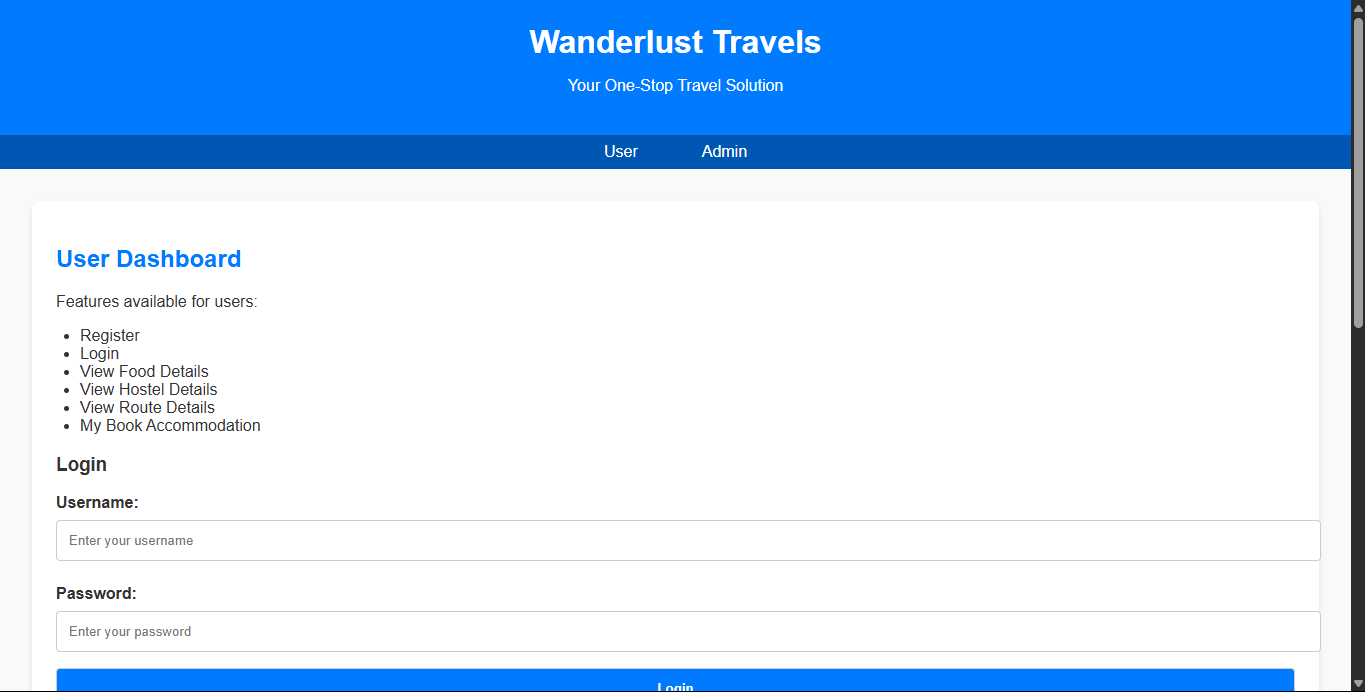 Wanderlust Travels
Your One-Stop Travel Solution
User Admin
User Dashboard
Features available for users:
Register
Login
View Food Details
View Hostel Details
View Route Details
My Book Accommodation
Login
Username:
Enter your username
Password:
Enter your password
Login